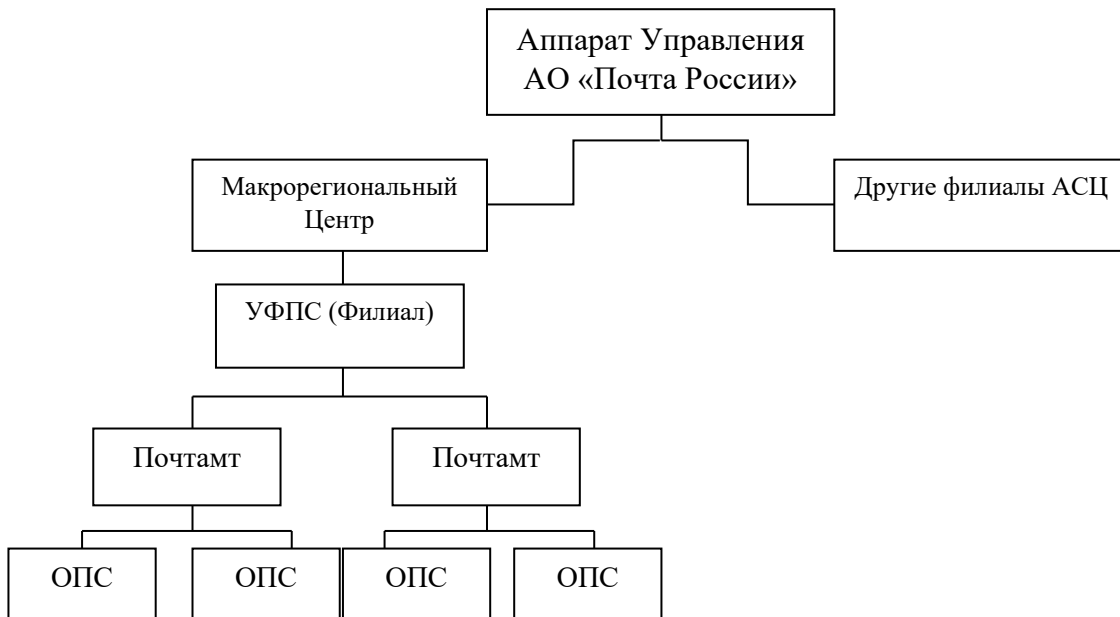 Аппарат Управления
АО «Почта России»
Макрорегиональный
Центр
Другие филиалы АСЦ
УФПС (Филиал)
Почтамт
Почтамт
ОПС
ОПС
ОПС
ОПС